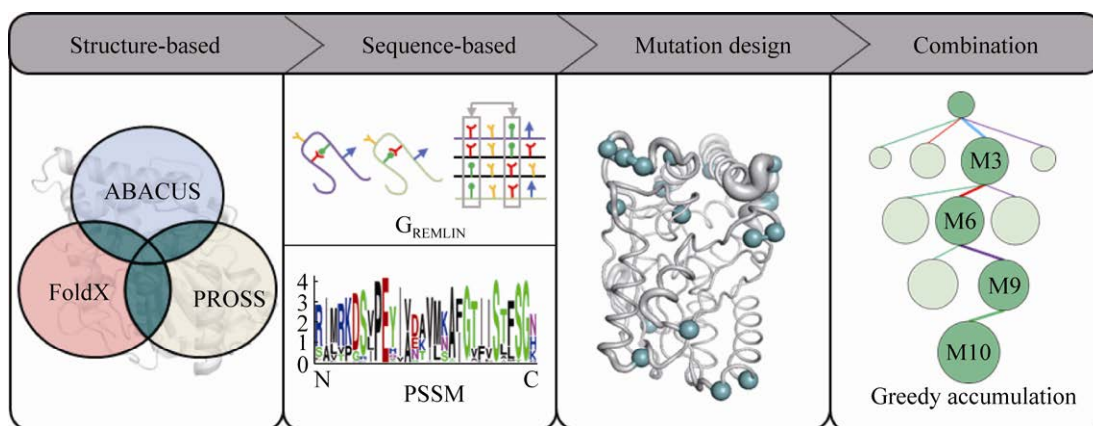 Structure-based
Sequence-based
Mutation design
Combination
ABACUS
FoldX
PROSS
GREMLIN
4
3
2
1
0
N
C
PSSM
M3
M6
M9
M10
Greedy accumulation